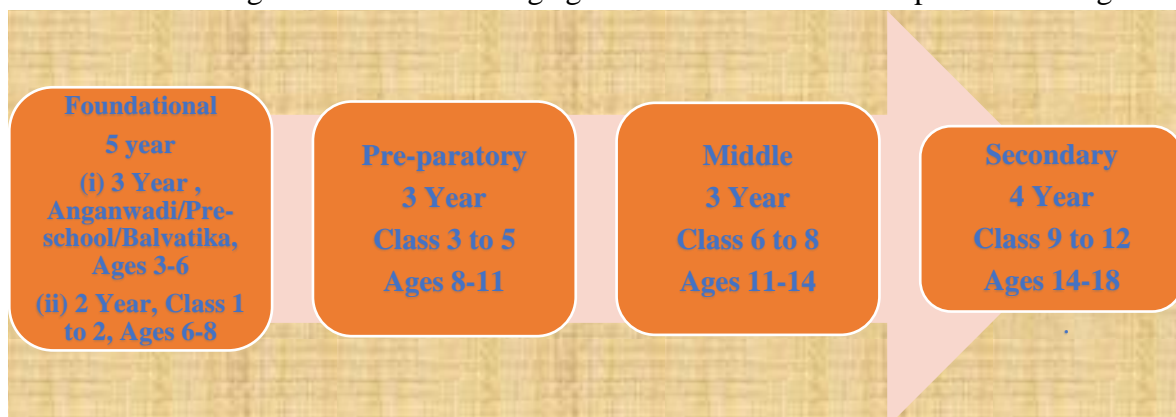 Foundational
5 year
(i) 3 Year ,
Anganwadi/Pre-
school/Balvatika,
Ages 3-6
(ii) 2 Year, Class 1
to 2, Ages 6-8
Pre-paratory
3 Year
Class 3 to 5
Ages 8-11
Middle
3 Year
Class 6 to 8
Ages 11-14
Secondary
4 Year
Class 9 to 12
Ages 14-18
.